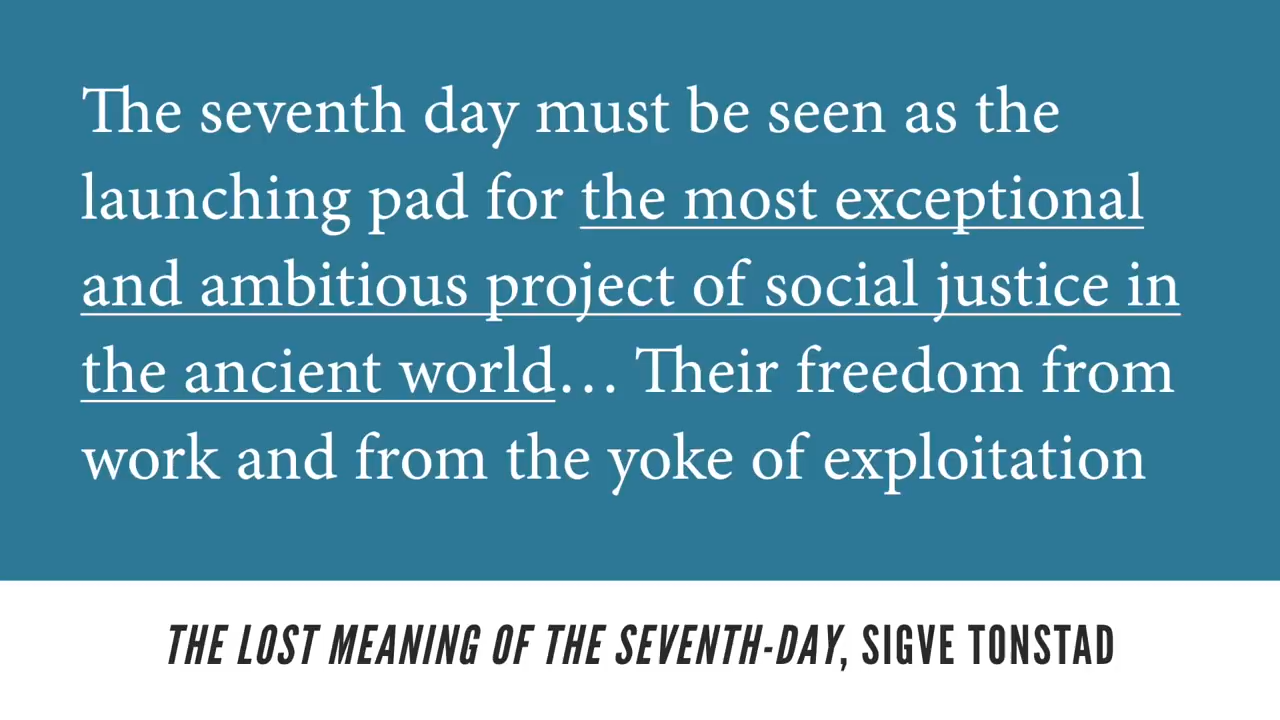 The seventh day must be seen as the
launching pad for the most exceptional
and ambitious project of social justice in
the ancient world… Their freedom from
work and from the yoke of exploitation
THE LOST MEANING OF THE SEVENTH-DAY, SIGVE TONSTAD